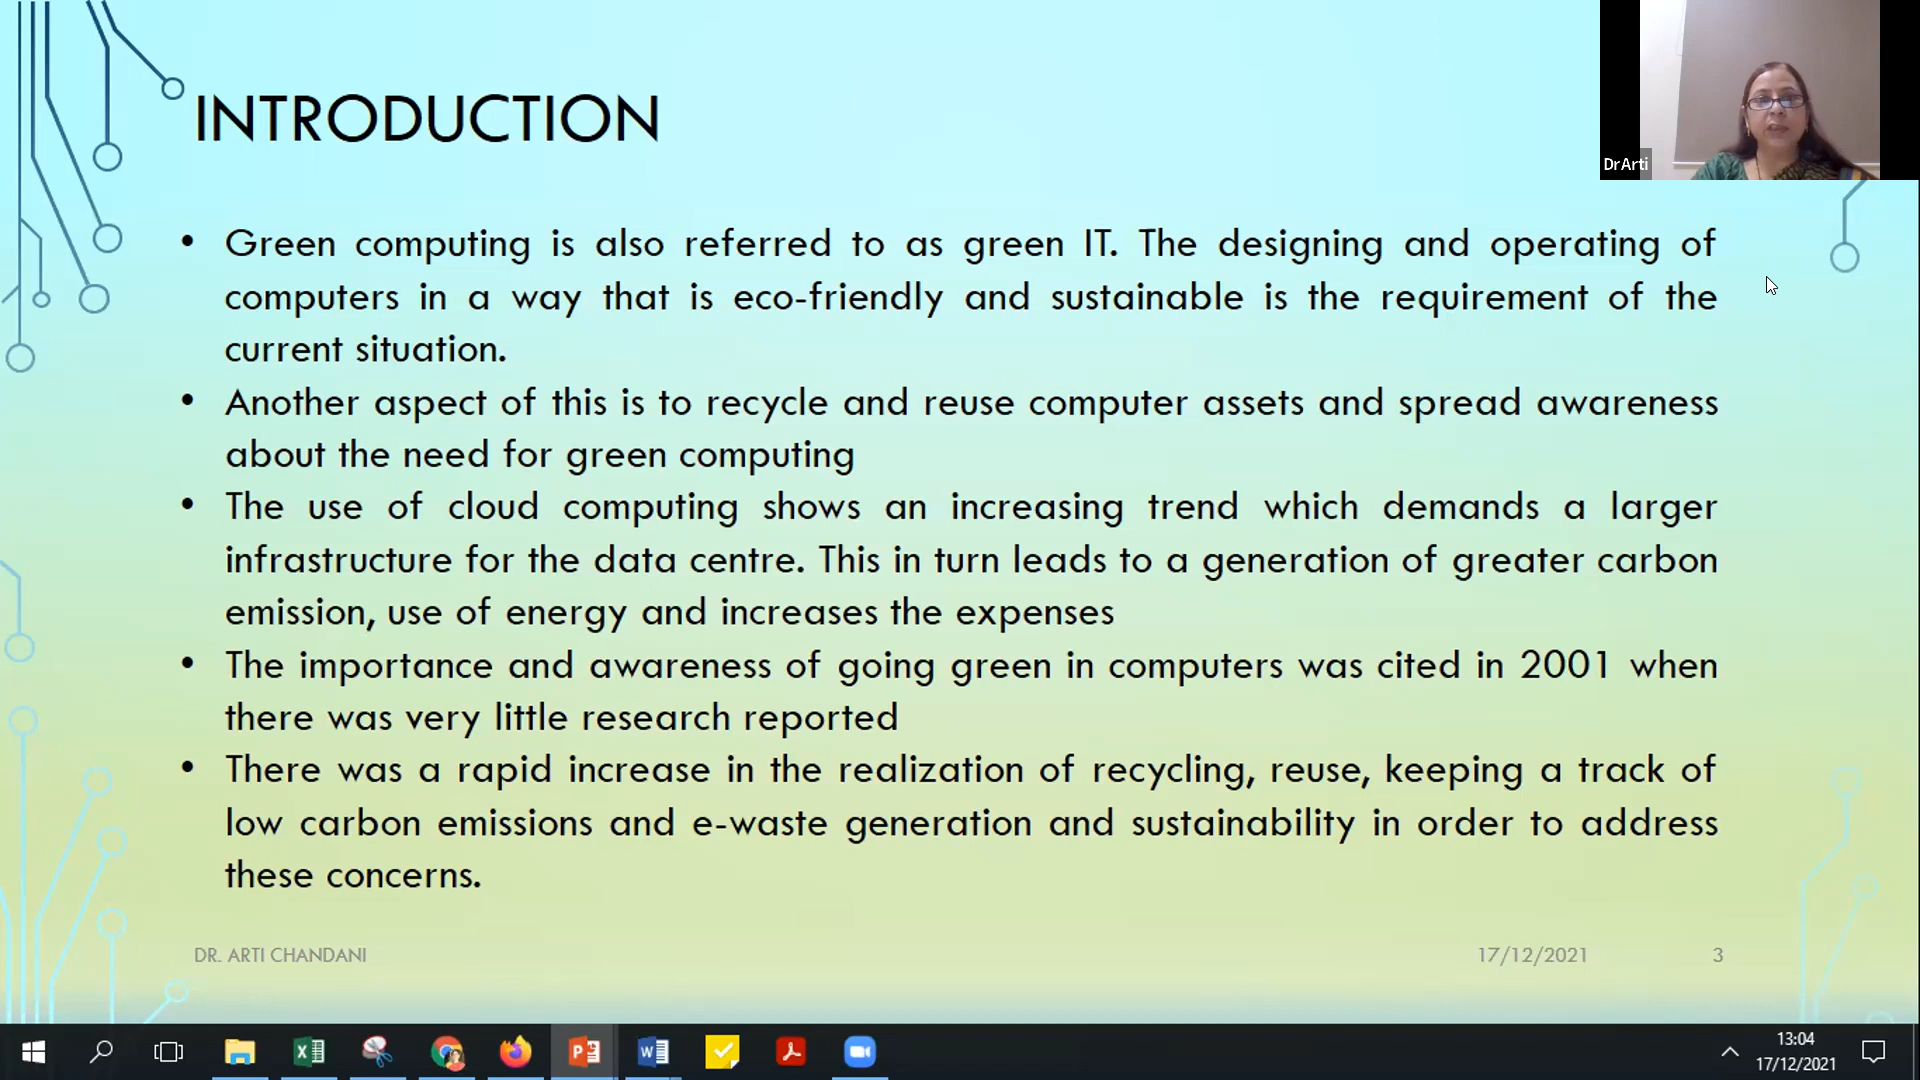 INTRODUCTION
DrArti
• Green computing is also referred to as green IT. The designing and operating of
computers in a way that is eco-friendly and sustainable is the requirement of the
current situation.
• Another aspect of this is to recycle and reuse computer assets and spread awareness
about the need for green computing
• The use of cloud computing shows an increasing trend which demands a larger
infrastructure for the data centre. This in turn leads to a generation of greater carbon
emission, use of energy and increases the expenses
• The importance and awareness of going green in computers was cited in 2001 when
there was very little research reported
• There was a rapid increase in the realization of recycling, reuse, keeping a track of
low carbon emissions and e-waste generation and sustainability in order to address
these concerns.
DR. ARTI CHANDANI 17/12/2021 3
13:04
17/12/2021